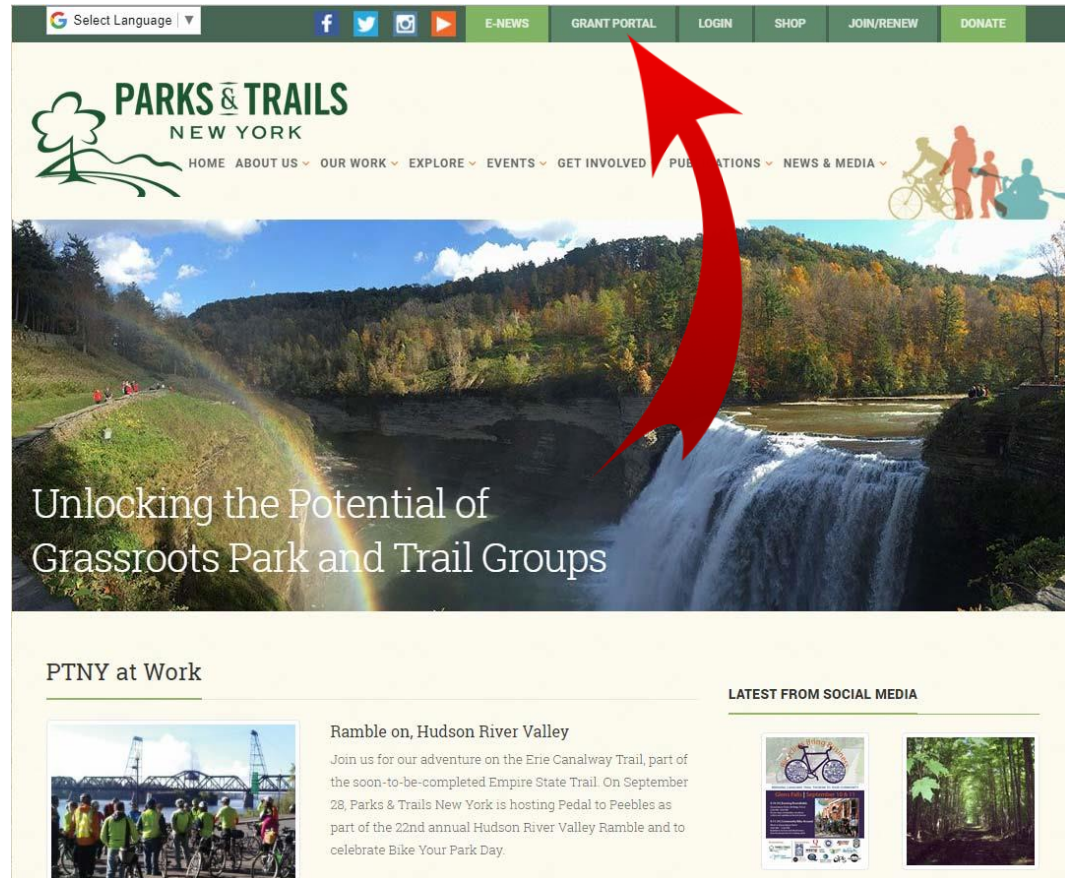 Select Language ▼
E-NEWS GRANT PORTAL LOGIN SHOP JOIN/RENEW DONATE
PARKS & TRAILS
NEW YORK
HOME ABOUT US OUR WORK EXPLORE EVENTS GET INVOLVED NEWS & MEDIA
Unlocking the Potential of
Grassroots Park and Trail Groups
PTNY at Work
LATEST FROM SOCIAL MEDIA
Ramble on, Hudson River Valley
Join us for our adventure on the Erie Canalway Trail, part of
the soon-to-be-completed Empire State Trail. On September
28, Parks & Trails New York is hosting Pedal to Peebles as
part of the 22nd annual Hudson River Valley Ramble and to
celebrate Bike Your Park Day.